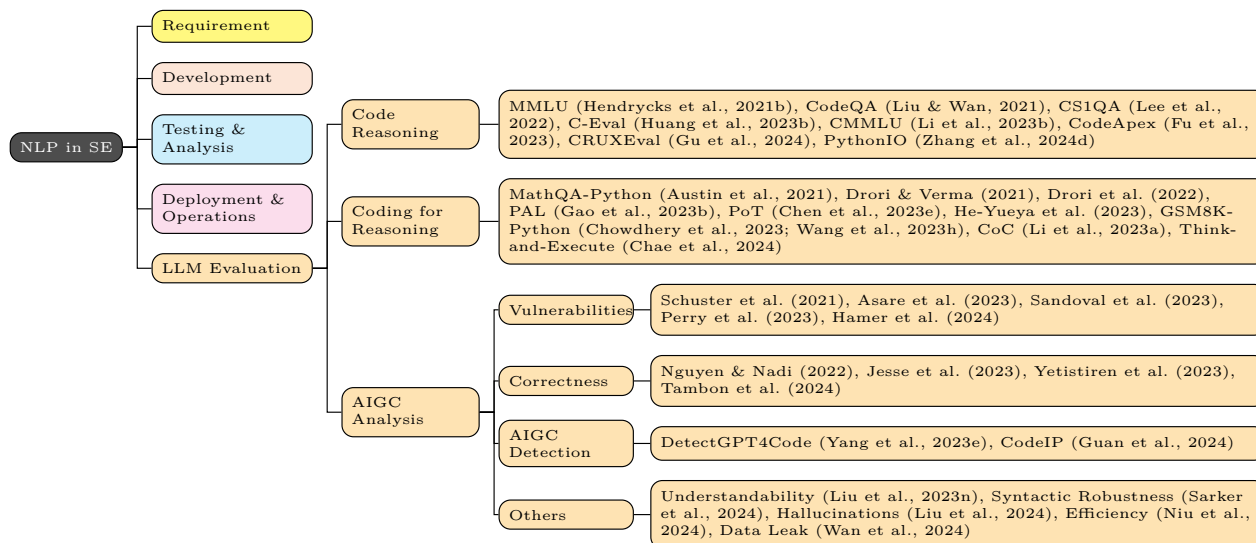 Requirement
Development
Testing &
Analysis
NLP in SE
Deployment &
Operations
LLM Evaluation
Code
Reasoning
MMLU (Hendrycks et al., 2021b), CodeQA (Liu & Wan, 2021), CS1QA (Lee et al.,
2022), C-Eval (Huang et al., 2023b), CMMLU (Li et al., 2023b), CodeApex (Fu et al.,
2023), CRUXEval (Gu et al., 2024), PythonIO (Zhang et al., 2024d)
Coding for
Reasoning
MathQA-Python (Austin et al., 2021), Drori & Verma (2021), Drori et al. (2022),
PAL (Gao et al., 2023b), PoT (Chen et al., 2023e), He-Yueya et al. (2023), GSM8K-
Python (Chowdhery et al., 2023; Wang et al., 2023h), CoC (Li et al., 2023a), Think-
and-Execute (Chae et al., 2024)
AIGC
Analysis
Vulnerabilities
Schuster et al. (2021), Asare et al. (2023), Sandoval et al. (2023),
Perry et al. (2023), Hamer et al. (2024)
Correctness
Nguyen & Nadi (2022), Jesse et al. (2023), Yetistiren et al. (2023),
Tambon et al. (2024)
AIGC
Detection
DetectGPT4Code (Yang et al., 2023e), CodeIP (Guan et al., 2024)
Others
Understandability (Liu et al., 2023n), Syntactic Robustness (Sarker
et al., 2024), Hallucinations (Liu et al., 2024), Efficiency (Niu et al.,
2024), Data Leak (Wan et al., 2024)